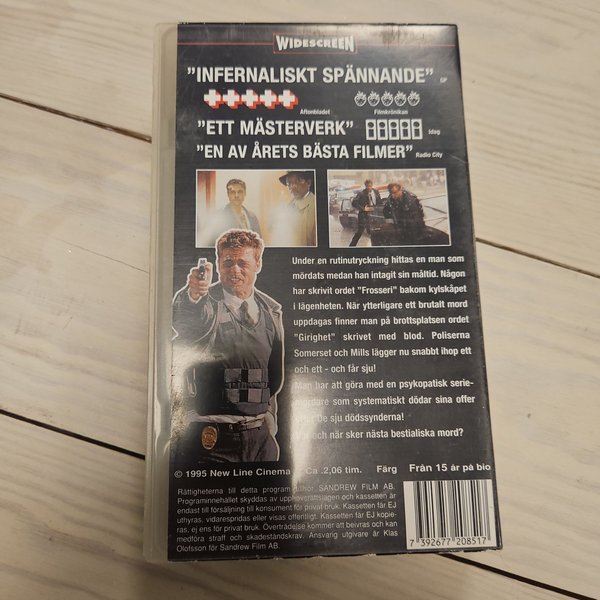 WIDESCREEN
"INFERNALISKT SPÄNNANDE" GP
Aftonbladet Filmkrönikan
"ETT MÄSTERVERK" Idag
"EN AV ÅRETS BÄSTA FILMER" Radio City
Under en rutinutryckning hittas en man som
mördats medan han intagit sin måltid. Någon
har skrivit ordet "Frosseri" bakom kylskåpet
i lägenheten. När ytterligare ett brutalt mord
uppdagas finner man på brottsplatsen ordet
"Girighet" skrivet med blod. Poliserna
Somerset och Mills lägger nu snabbt ihop ett
och ett - och får sju!
Man har att göra med en psykopatisk serie-
mördare som systematiskt dödar sina offer
efter De sju dödssynderna!
Var och när sker nästa bestialiska mord?
© 1995 New Line Cinema Ca .2,06 tim. Färg Från 15 år på bio
Rättigheterna till detta program tillhör SANDREW FILM AB.
Programinnehållet skyddas av upphovsrättslagen och kassetten är
endast till försäljning till konsument för privat bruk. Kassetten får EJ
uthyras, vidarespridas eller visas offentligt. Kassetten får EJ kopie-
ras, ej ens för privat bruk. Överträdelse kommer att beivras och kan
medföra straff och skadeståndskrav. Ansvarig utgivare är Klas
Olofsson för Sandrew Film AB.
7 392677 208517